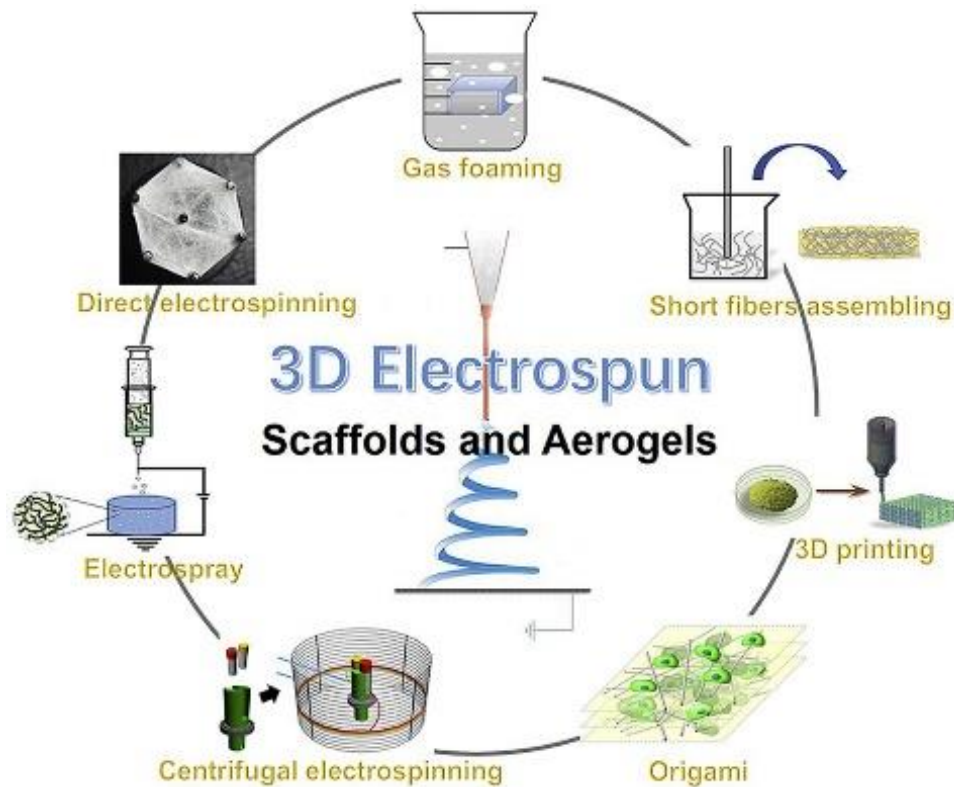 Gas foaming
Direct electrospinning
Short fibers assembling
3D Electrospun
Scaffolds and Aerogels
3D printing
Electrospray
Centrifugal electrospinning
Origami